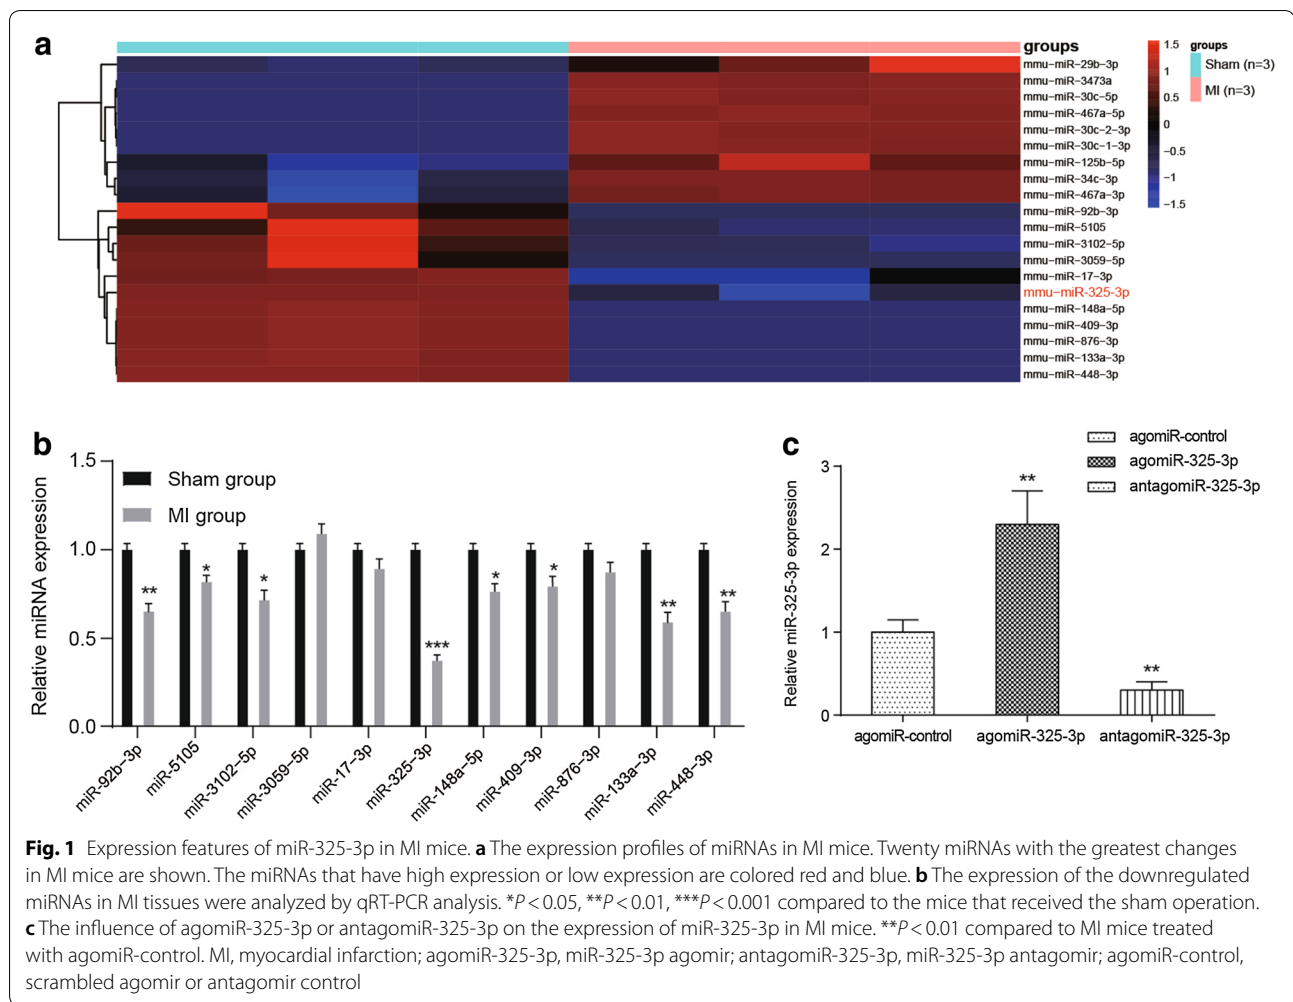 a
groups
mmu-miR-29b-3p
mmu-miR-3473a
mmu-miR-30c-5p
mmu-miR-467a-5p
mmu-miR-30c-2-3p
mmu-miR-30c-1-3p
mmu-miR-125b-5p
mmu-miR-34c-3p
mmu-miR-467a-3p
mmu-miR-92b-3p
mmu-miR-5105
mmu-miR-3102-5p
mmu-miR-3059-5p
mmu-miR-17-3p
mmu-miR-325-3p
mmu-miR-148a-5p
mmu-miR-409-3p
mmu-miR-876-3p
mmu-miR-133a-3p
mmu-miR-448-3p
1.5
1
0.5
0
-0.5
-1
-1.5
groups
Sham (n=3)
MI (n=3)
b
Relative miRNA expression
1.5
1.0
0.5
0.0
Sham group
MI group
**
*
*
***
*
*
**
**
miR-92b-3p
miR-5105
miR-3102-5p
miR-3059-5p
miR-17-3p
miR-325-3p
miR-148a-5p
miR-409-3p
miR-876-3p
miR-133a-3p
miR-448-3p
c
agomiR-control
agomiR-325-3p
antagomiR-325-3p
Relative miR-325-3p expression
3
2
1
0
**
**
agomiR-control
agomiR-325-3p
antagomiR-325-3p
Fig. 1 Expression features of miR-325-3p in MI mice. a The expression profiles of miRNAs in MI mice. Twenty miRNAs with the greatest changes
in MI mice are shown. The miRNAs that have high expression or low expression are colored red and blue. b The expression of the downregulated
miRNAs in MI tissues were analyzed by qRT-PCR analysis. *P < 0.05, **P < 0.01, ***P < 0.001 compared to the mice that received the sham operation.
c The influence of agomiR-325-3p or antagomiR-325-3p on the expression of miR-325-3p in MI mice. **P < 0.01 compared to MI mice treated
with agomiR-control. MI, myocardial infarction; agomiR-325-3p, miR-325-3p agomir; antagomiR-325-3p, miR-325-3p antagomir; agomiR-control,
scrambled agomir or antagomir control